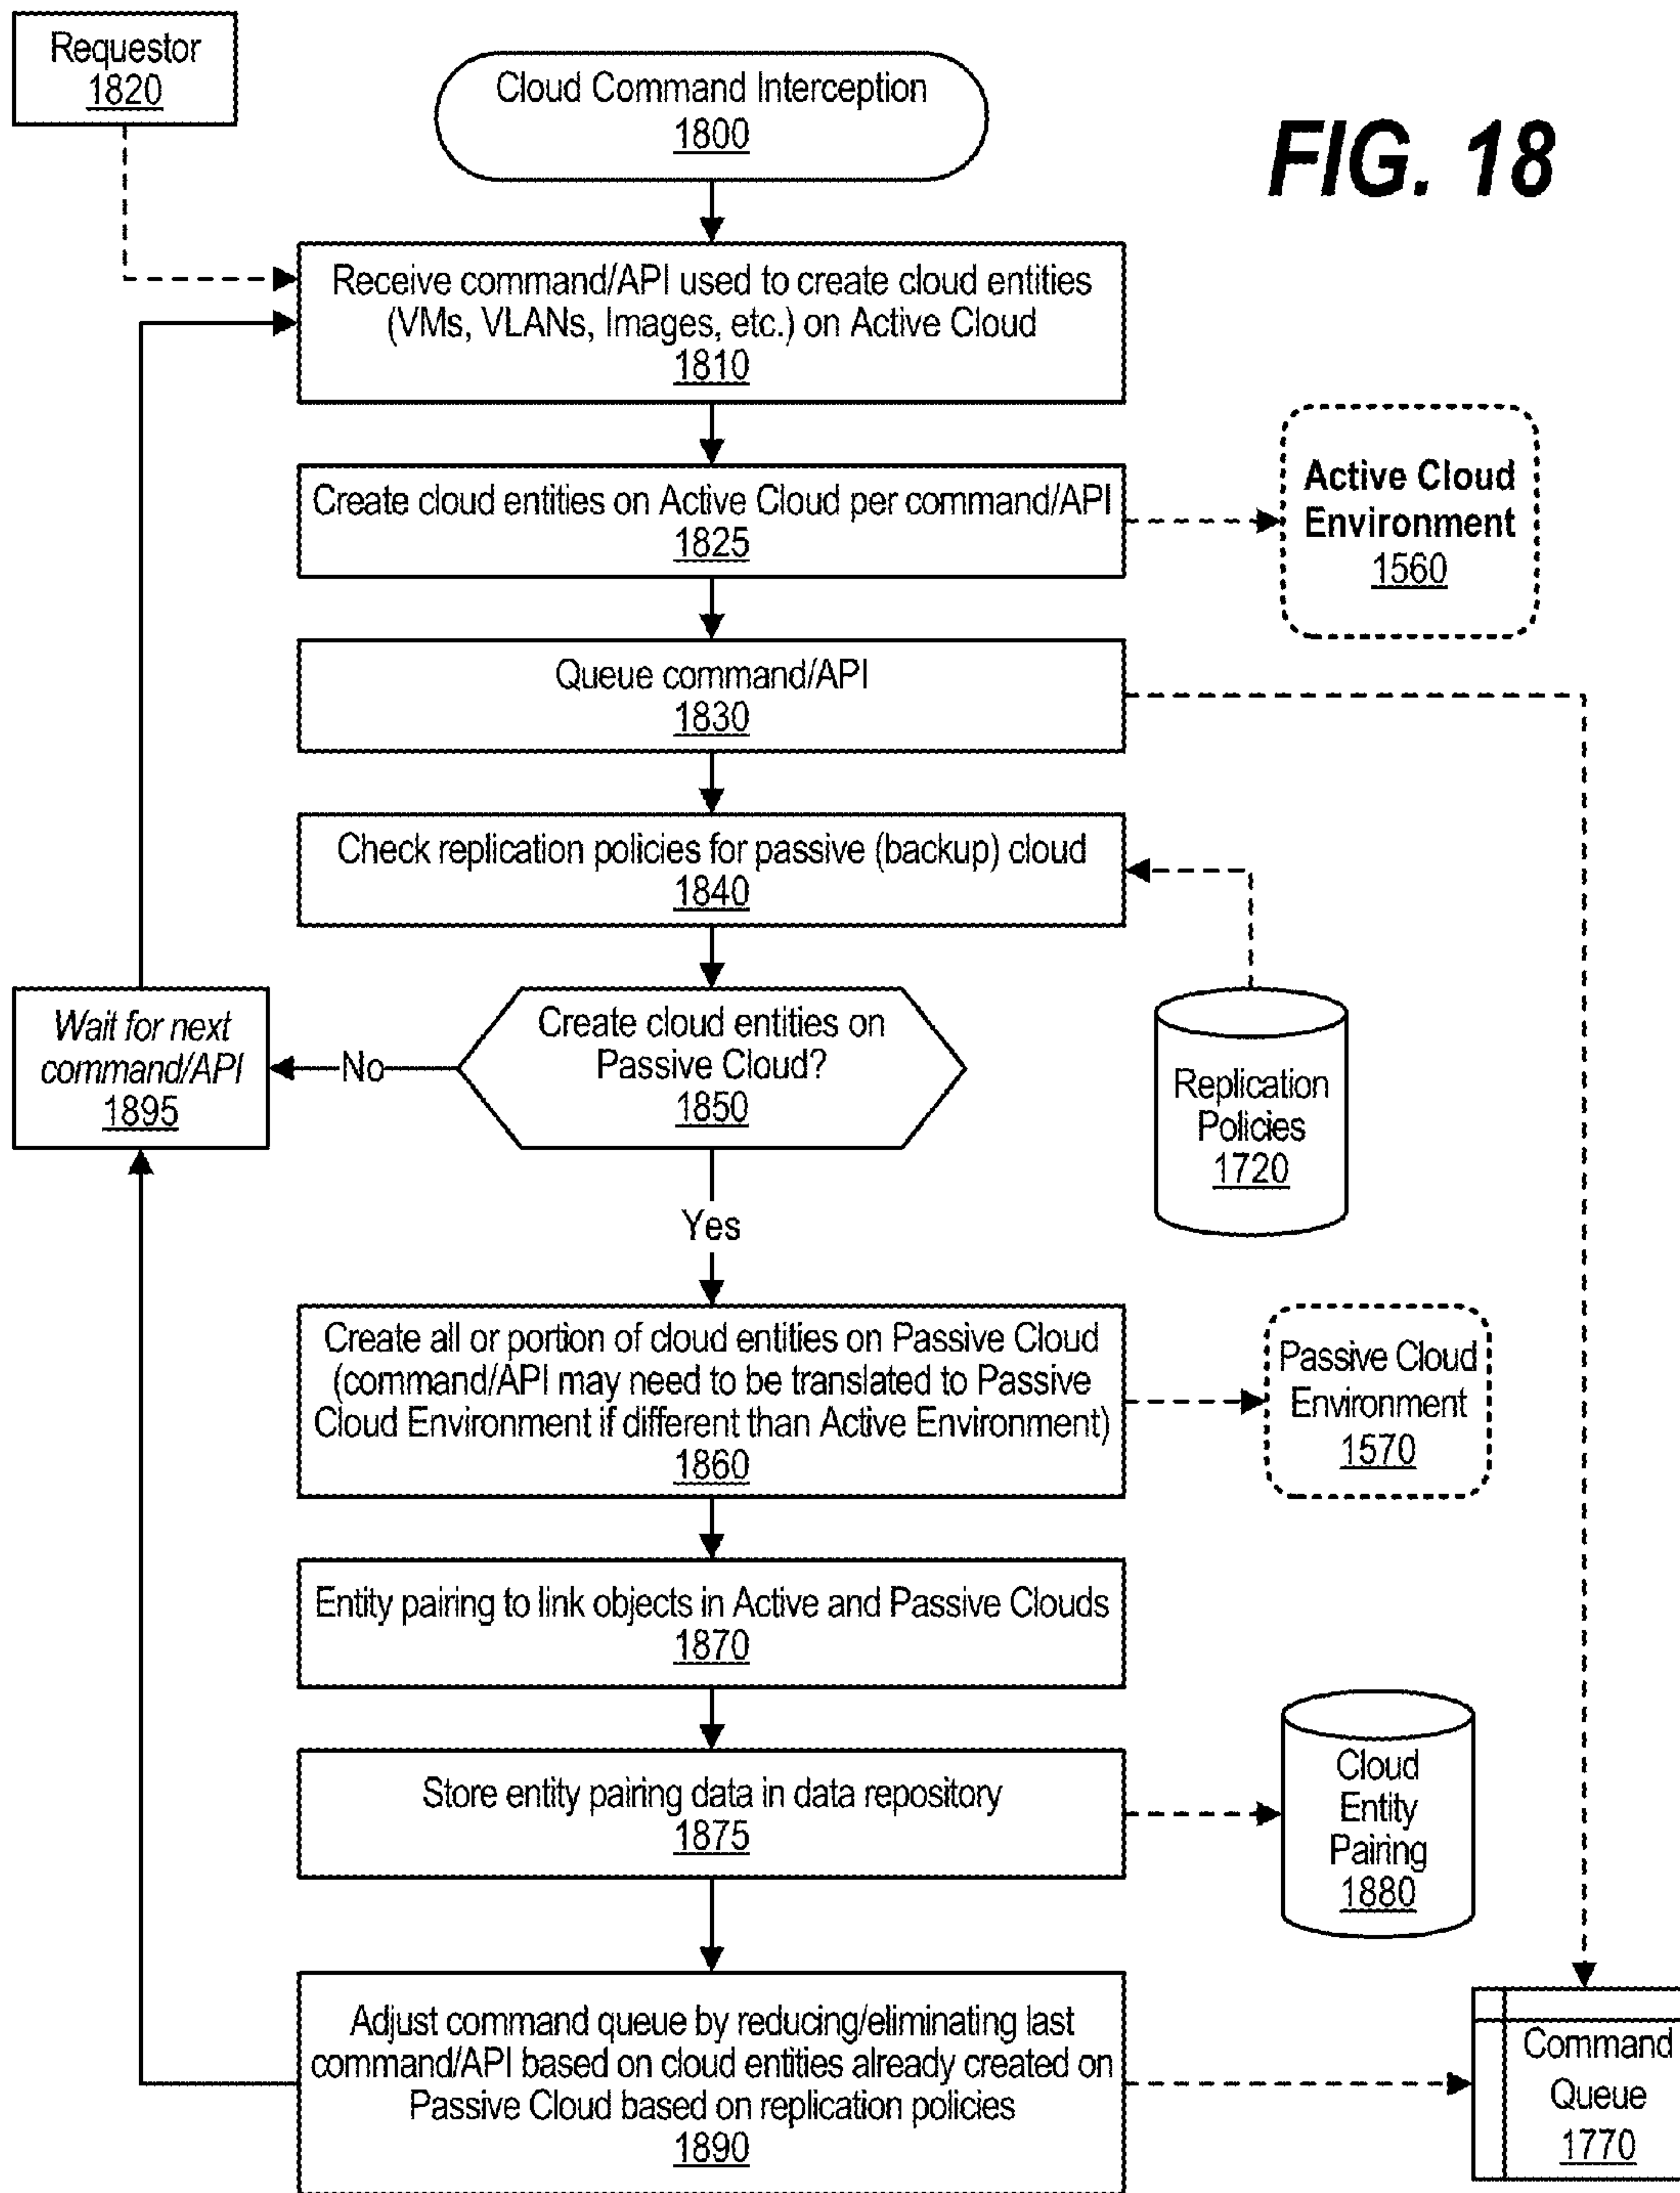 Requestor
1820
Cloud Command Interception
1800
FIG. 18
Receive command/API used to create cloud entities
(VMs, VLANs, Images, etc.) on Active Cloud
1810
Create cloud entities on Active Cloud per command/API
1825
Active Cloud
Environment
1560
Queue command/API
1830
Check replication policies for passive (backup) cloud
1840
Wait for next
command/API
1895
No
Create cloud entities on
Passive Cloud?
1850
Replication
Policies
1720
Yes
Create all or portion of cloud entities on Passive Cloud
(command/API may need to be translated to Passive
Cloud Environment if different than Active Environment)
1860
Passive Cloud
Environment
1570
Entity pairing to link objects in Active and Passive Clouds
1870
Store entity pairing data in data repository
1875
Cloud
Entity
Pairing
1880
Adjust command queue by reducing/eliminating last
command/API based on cloud entities already created on
Passive Cloud based on replication policies
1890
Command
Queue
1770